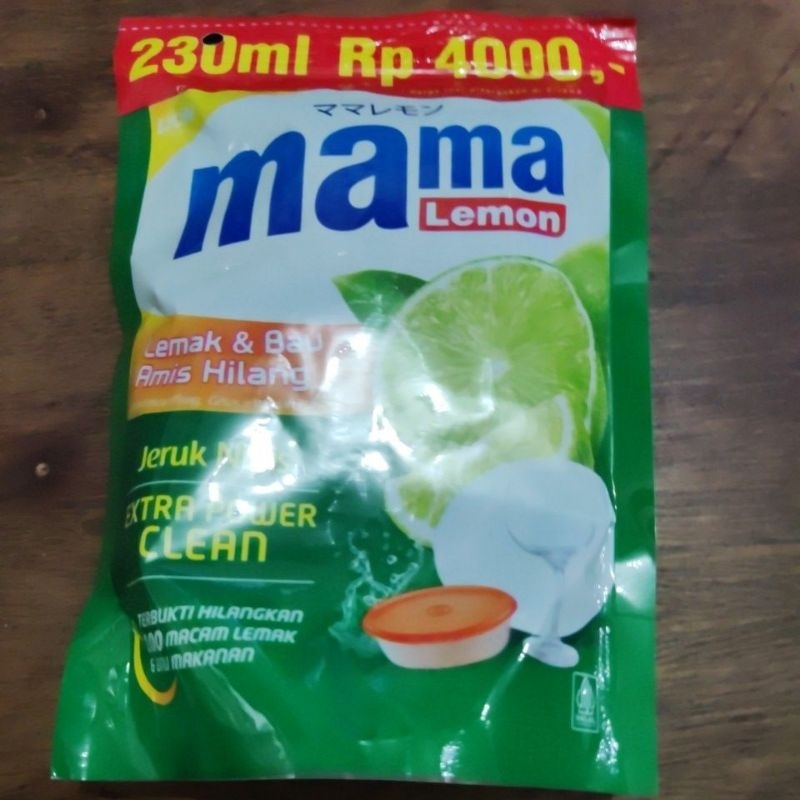 230ml Rp 4000,-
ママレモン
mama
Lemon
Lemak & Bau
Amis Hilang
Jeruk
EXTRA POWER
CLEAN
TERBUKTI HILANGKAN
100 MACAM LEMAK
MAKANAN